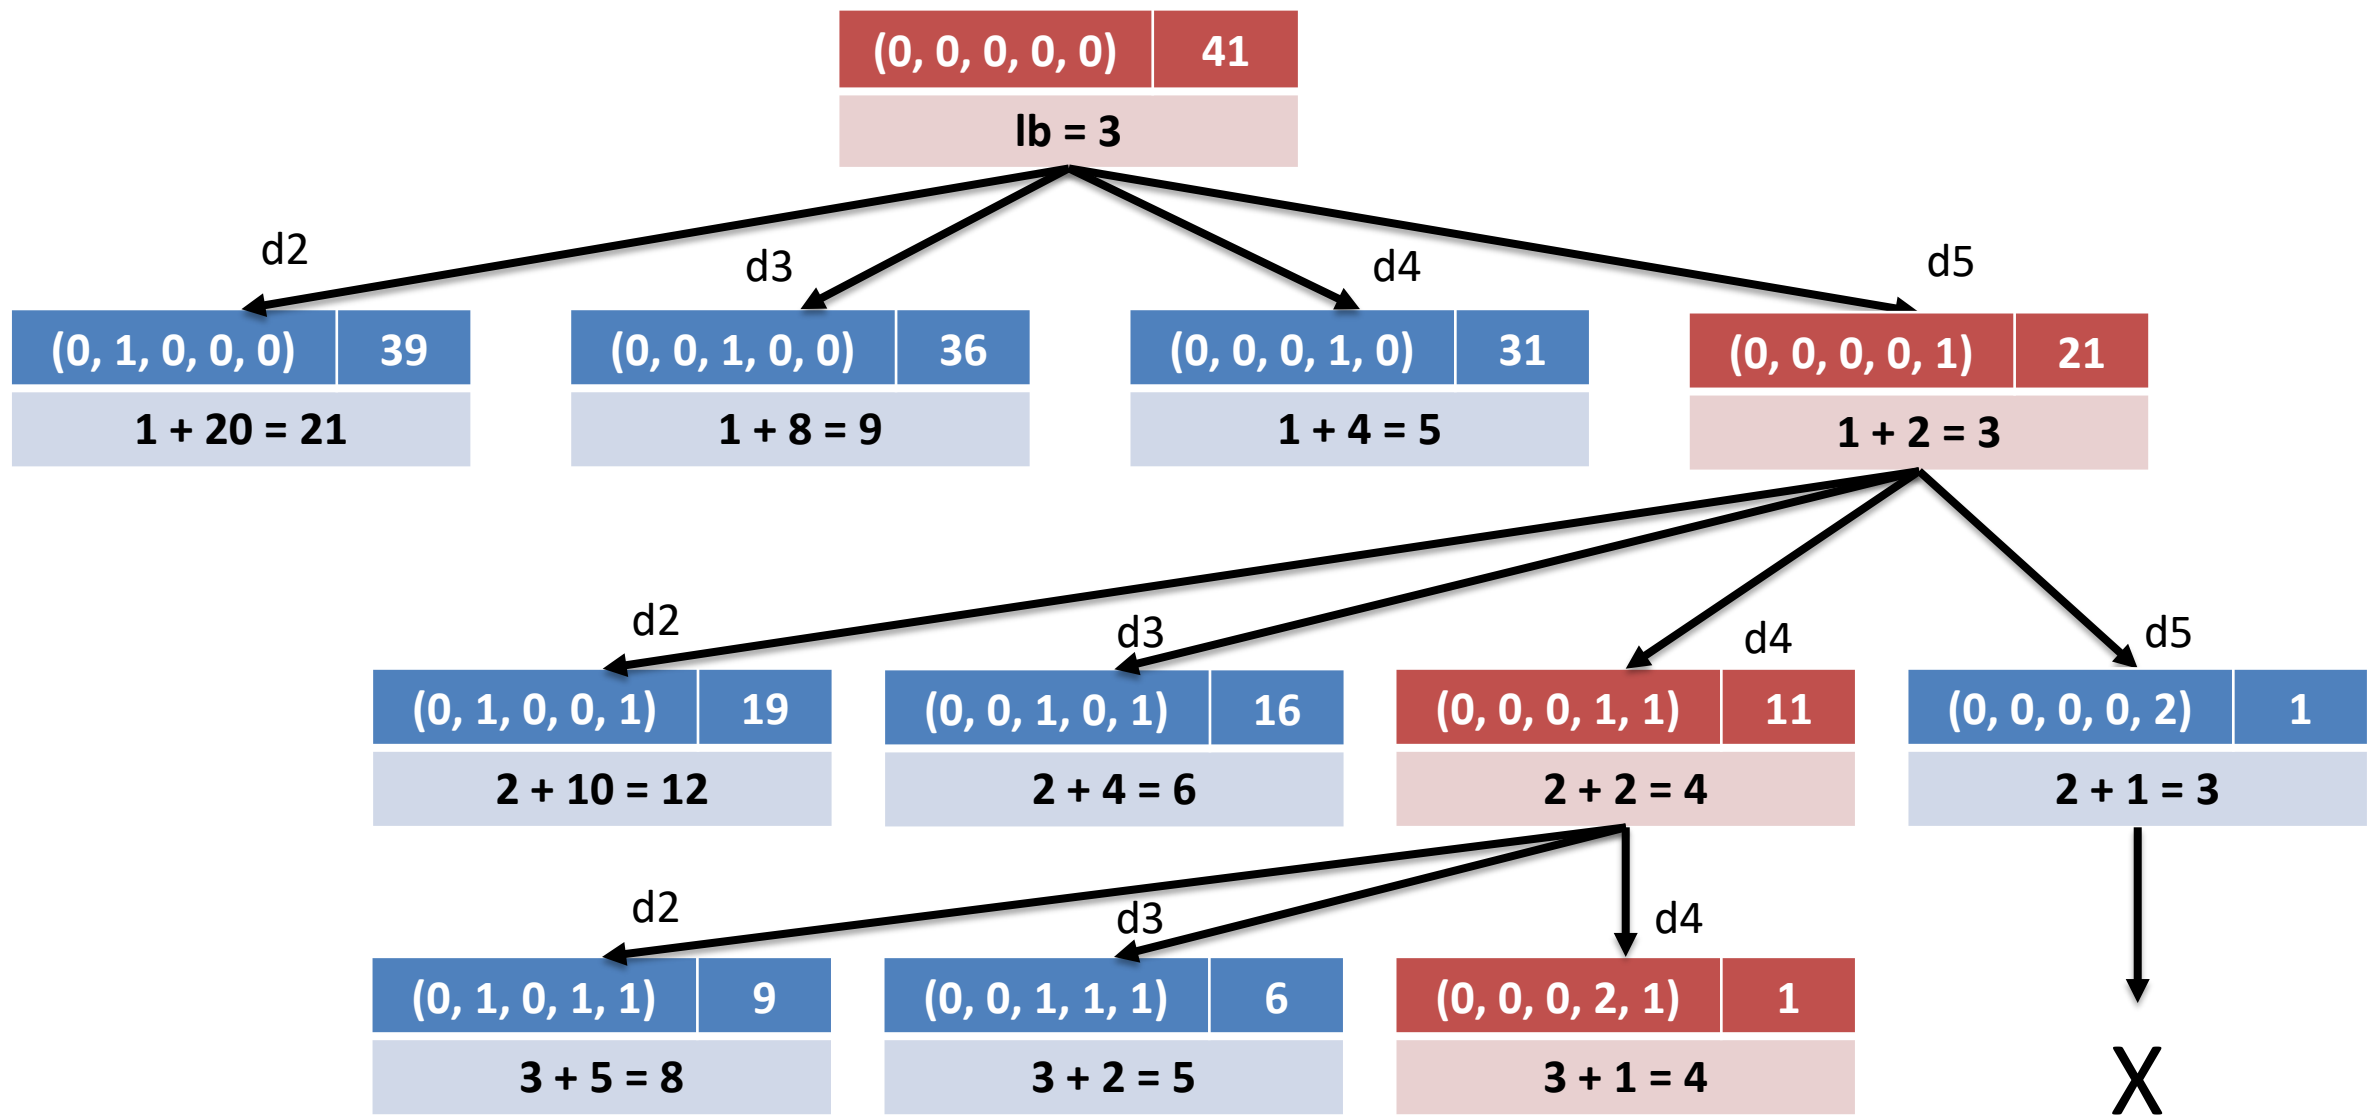 (0, 0, 0, 0, 0) 41
lb = 3
d2 d3 d4 d5
(0, 1, 0, 0, 0) 39 (0, 0, 1, 0, 0) 36 (0, 0, 0, 1, 0) 31 (0, 0, 0, 0, 1) 21
1 + 20 = 21 1 + 8 = 9 1 + 4 = 5 1 + 2 = 3
d2 d3 d4 d5
(0, 1, 0, 0, 1) 19 (0, 0, 1, 0, 1) 16 (0, 0, 0, 1, 1) 11 (0, 0, 0, 0, 2) 1
2 + 10 = 12 2 + 4 = 6 2 + 2 = 4 2 + 1 = 3
d2 d3 d4
(0, 1, 0, 1, 1) 9 (0, 0, 1, 1, 1) 6 (0, 0, 0, 2, 1) 1
3 + 5 = 8 3 + 2 = 5 3 + 1 = 4 X